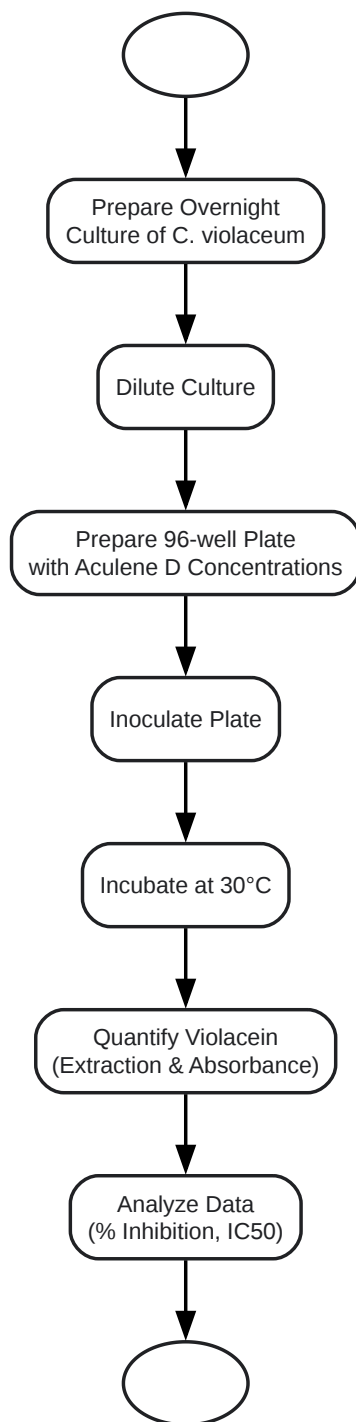 Prepare Overnight
Culture of C. violaceum
Dilute Culture
Prepare 96-well Plate
with Aculene D Concentrations
Inoculate Plate
Incubate at 30°C
Quantify Violacein
(Extraction & Absorbance)
Analyze Data
(% Inhibition, IC50)